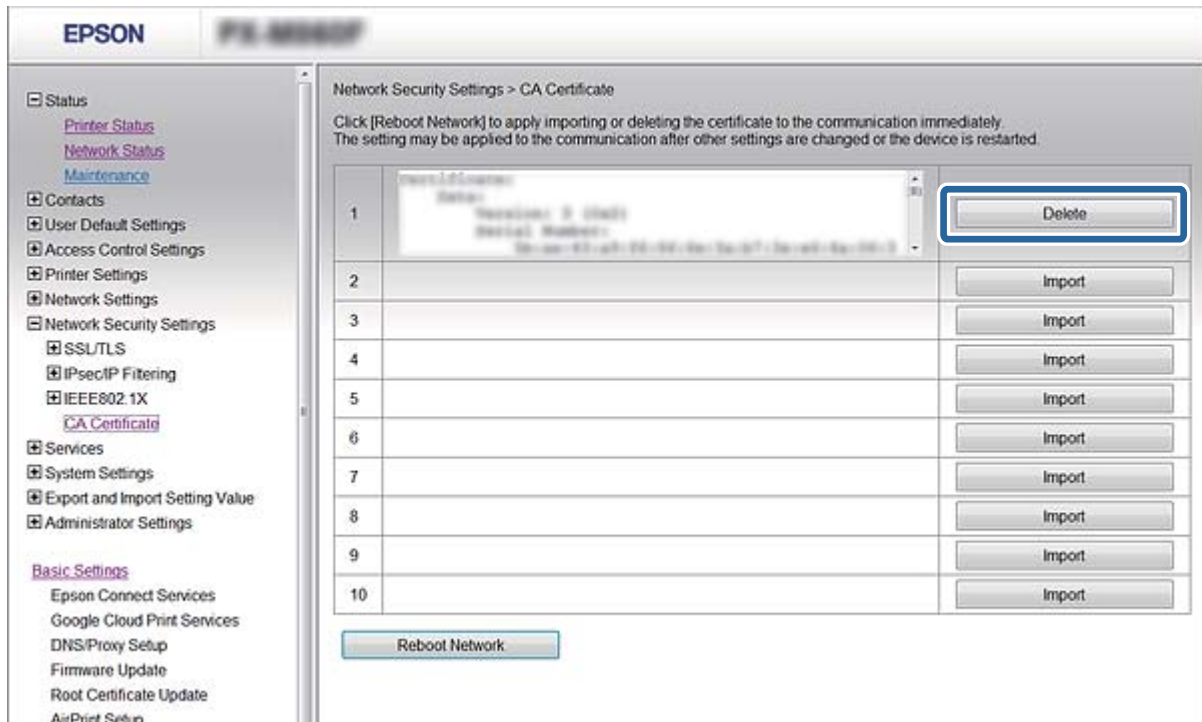 EPSON
Status
Printer Status
Network Status
Maintenance
Contacts
User Default Settings
Access Control Settings
Printer Settings
Network Settings
Network Security Settings
SSL/TLS
IPsec/IP Filtering
IEEE802.1X
CA Certificate
Services
System Settings
Export and Import Setting Value
Administrator Settings
Basic Settings
Epson Connect Services
Google Cloud Print Services
DNS/Proxy Setup
Firmware Update
Root Certificate Update
AirPrint Setup
Network Security Settings > CA Certificate
Click [Reboot Network] to apply importing or deleting the certificate to the communication immediately.
The setting may be applied to the communication after other settings are changed or the device is restarted.
1 Delete
2 Import
3 Import
4 Import
5 Import
6 Import
7 Import
8 Import
9 Import
10 Import
Reboot Network